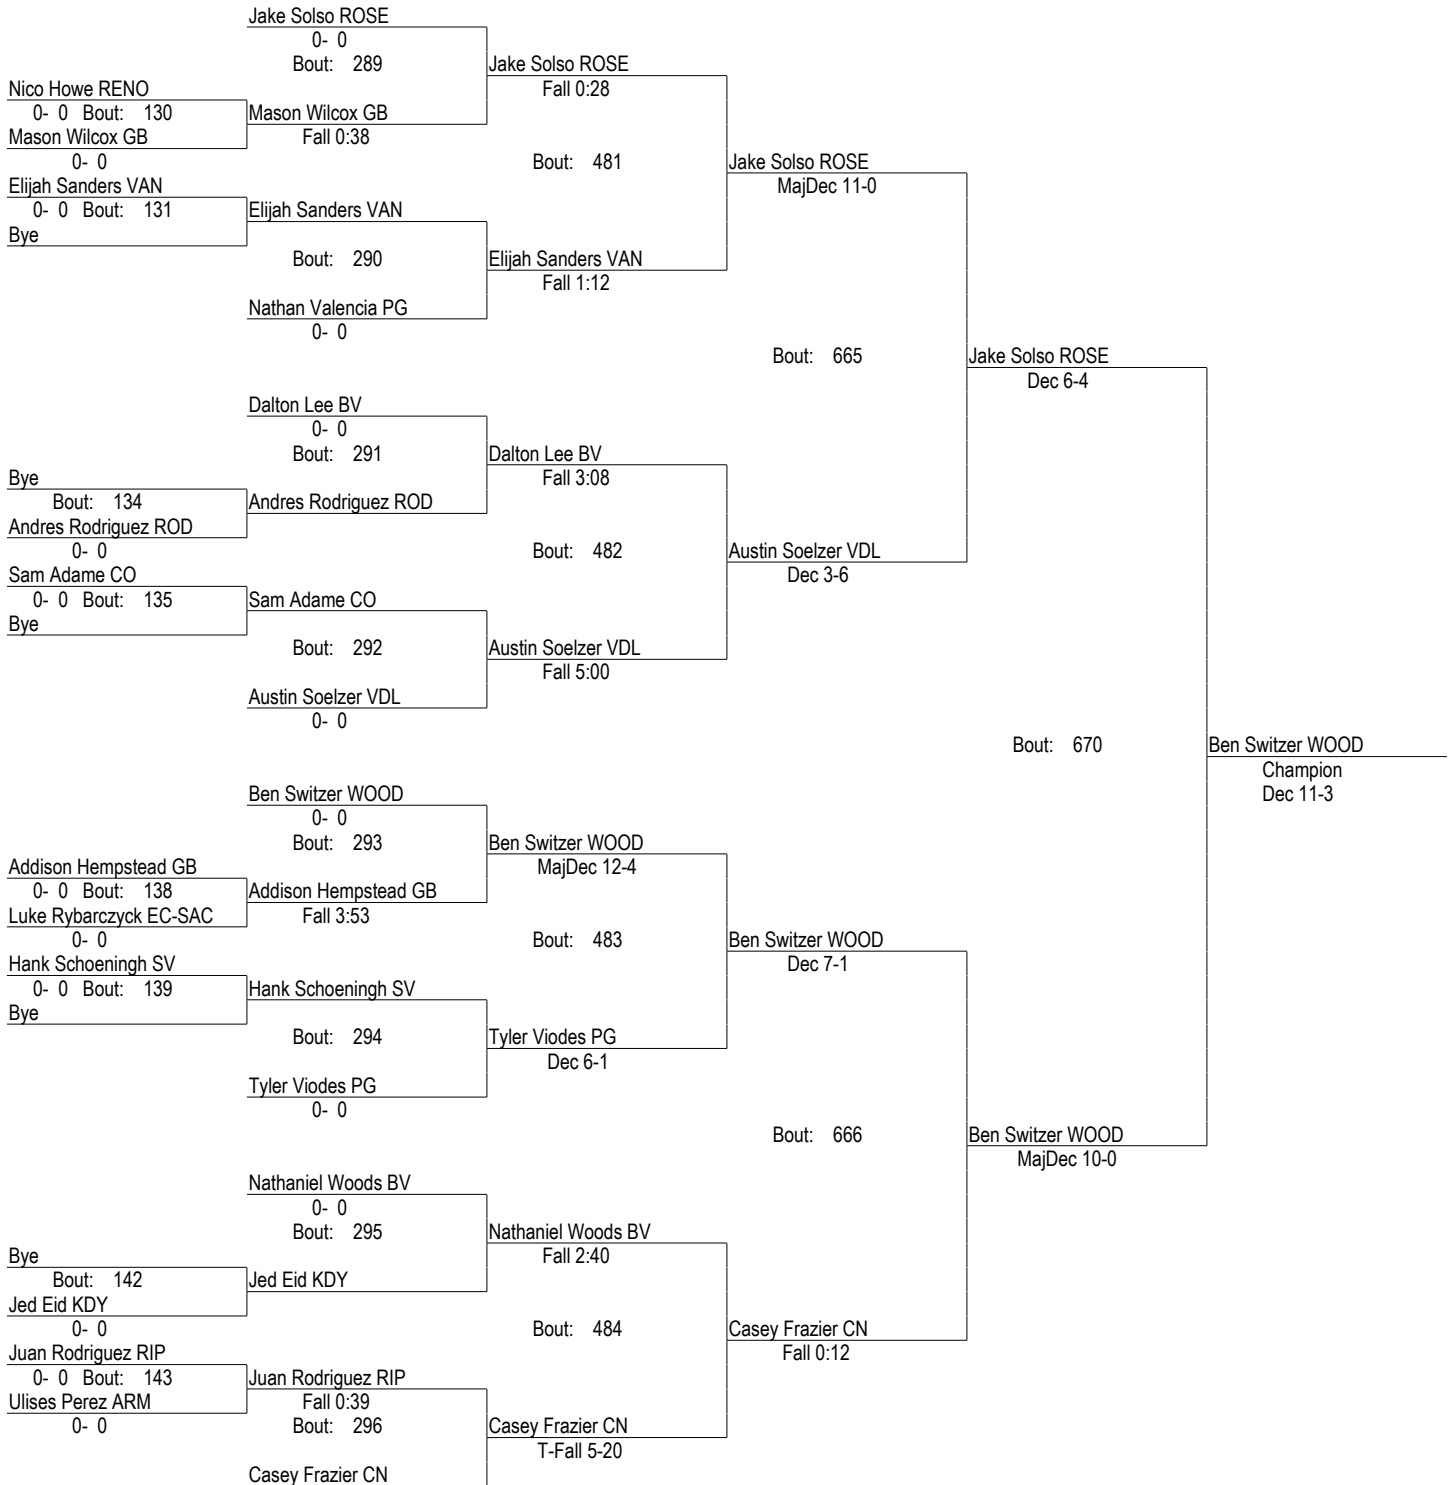 Jake Solso ROSE
0- 0
Bout: 289
Jake Solso ROSE
Fall 0:28
Nico Howe RENO
0- 0 Bout: 130
Mason Wilcox GB
Fall 0:38
Mason Wilcox GB
0- 0
Bout: 481
Jake Solso ROSE
MajDec 11-0
Elijah Sanders VAN
0- 0 Bout: 131
Elijah Sanders VAN
Bye
Bout: 290
Elijah Sanders VAN
Fall 1:12
Nathan Valencia PG
0- 0
Bout: 665
Jake Solso ROSE
Dec 6-4
Dalton Lee BV
0- 0
Bout: 291
Dalton Lee BV
Fall 3:08
Bye
Bout: 134
Andres Rodriguez ROD
Andres Rodriguez ROD
0- 0
Bout: 482
Austin Soelzer VDL
Dec 3-6
Sam Adame CO
0- 0 Bout: 135
Sam Adame CO
Bye
Bout: 292
Austin Soelzer VDL
Fall 5:00
Austin Soelzer VDL
0- 0
Bout: 670
Ben Switzer WOOD
Champion
Dec 11-3
Ben Switzer WOOD
0- 0
Bout: 293
Ben Switzer WOOD
MajDec 12-4
Addison Hempstead GB
0- 0 Bout: 138
Addison Hempstead GB
Fall 3:53
Luke Rybarczyck EC-SAC
0- 0
Bout: 483
Ben Switzer WOOD
Dec 7-1
Hank Schoeningh SV
0- 0 Bout: 139
Hank Schoeningh SV
Bye
Bout: 294
Tyler Viodes PG
Dec 6-1
Tyler Viodes PG
0- 0
Bout: 666
Ben Switzer WOOD
MajDec 10-0
Nathaniel Woods BV
0- 0
Bout: 295
Nathaniel Woods BV
Fall 2:40
Bye
Bout: 142
Jed Eid KDY
Jed Eid KDY
0- 0
Bout: 484
Casey Frazier CN
Fall 0:12
Juan Rodriguez RIP
0- 0 Bout: 143
Juan Rodriguez RIP
Fall 0:39
Ulises Perez ARM
0- 0
Bout: 296
Casey Frazier CN
T-Fall 5-20
Casey Frazier CN